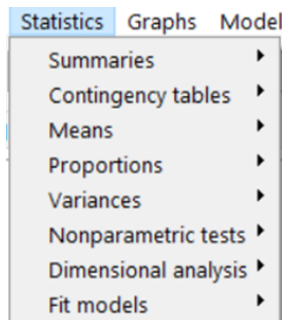 Statistics Graphs Model
Summaries
Contingency tables
Means
Proportions
Variances
Nonparametric tests
Dimensional analysis
Fit models